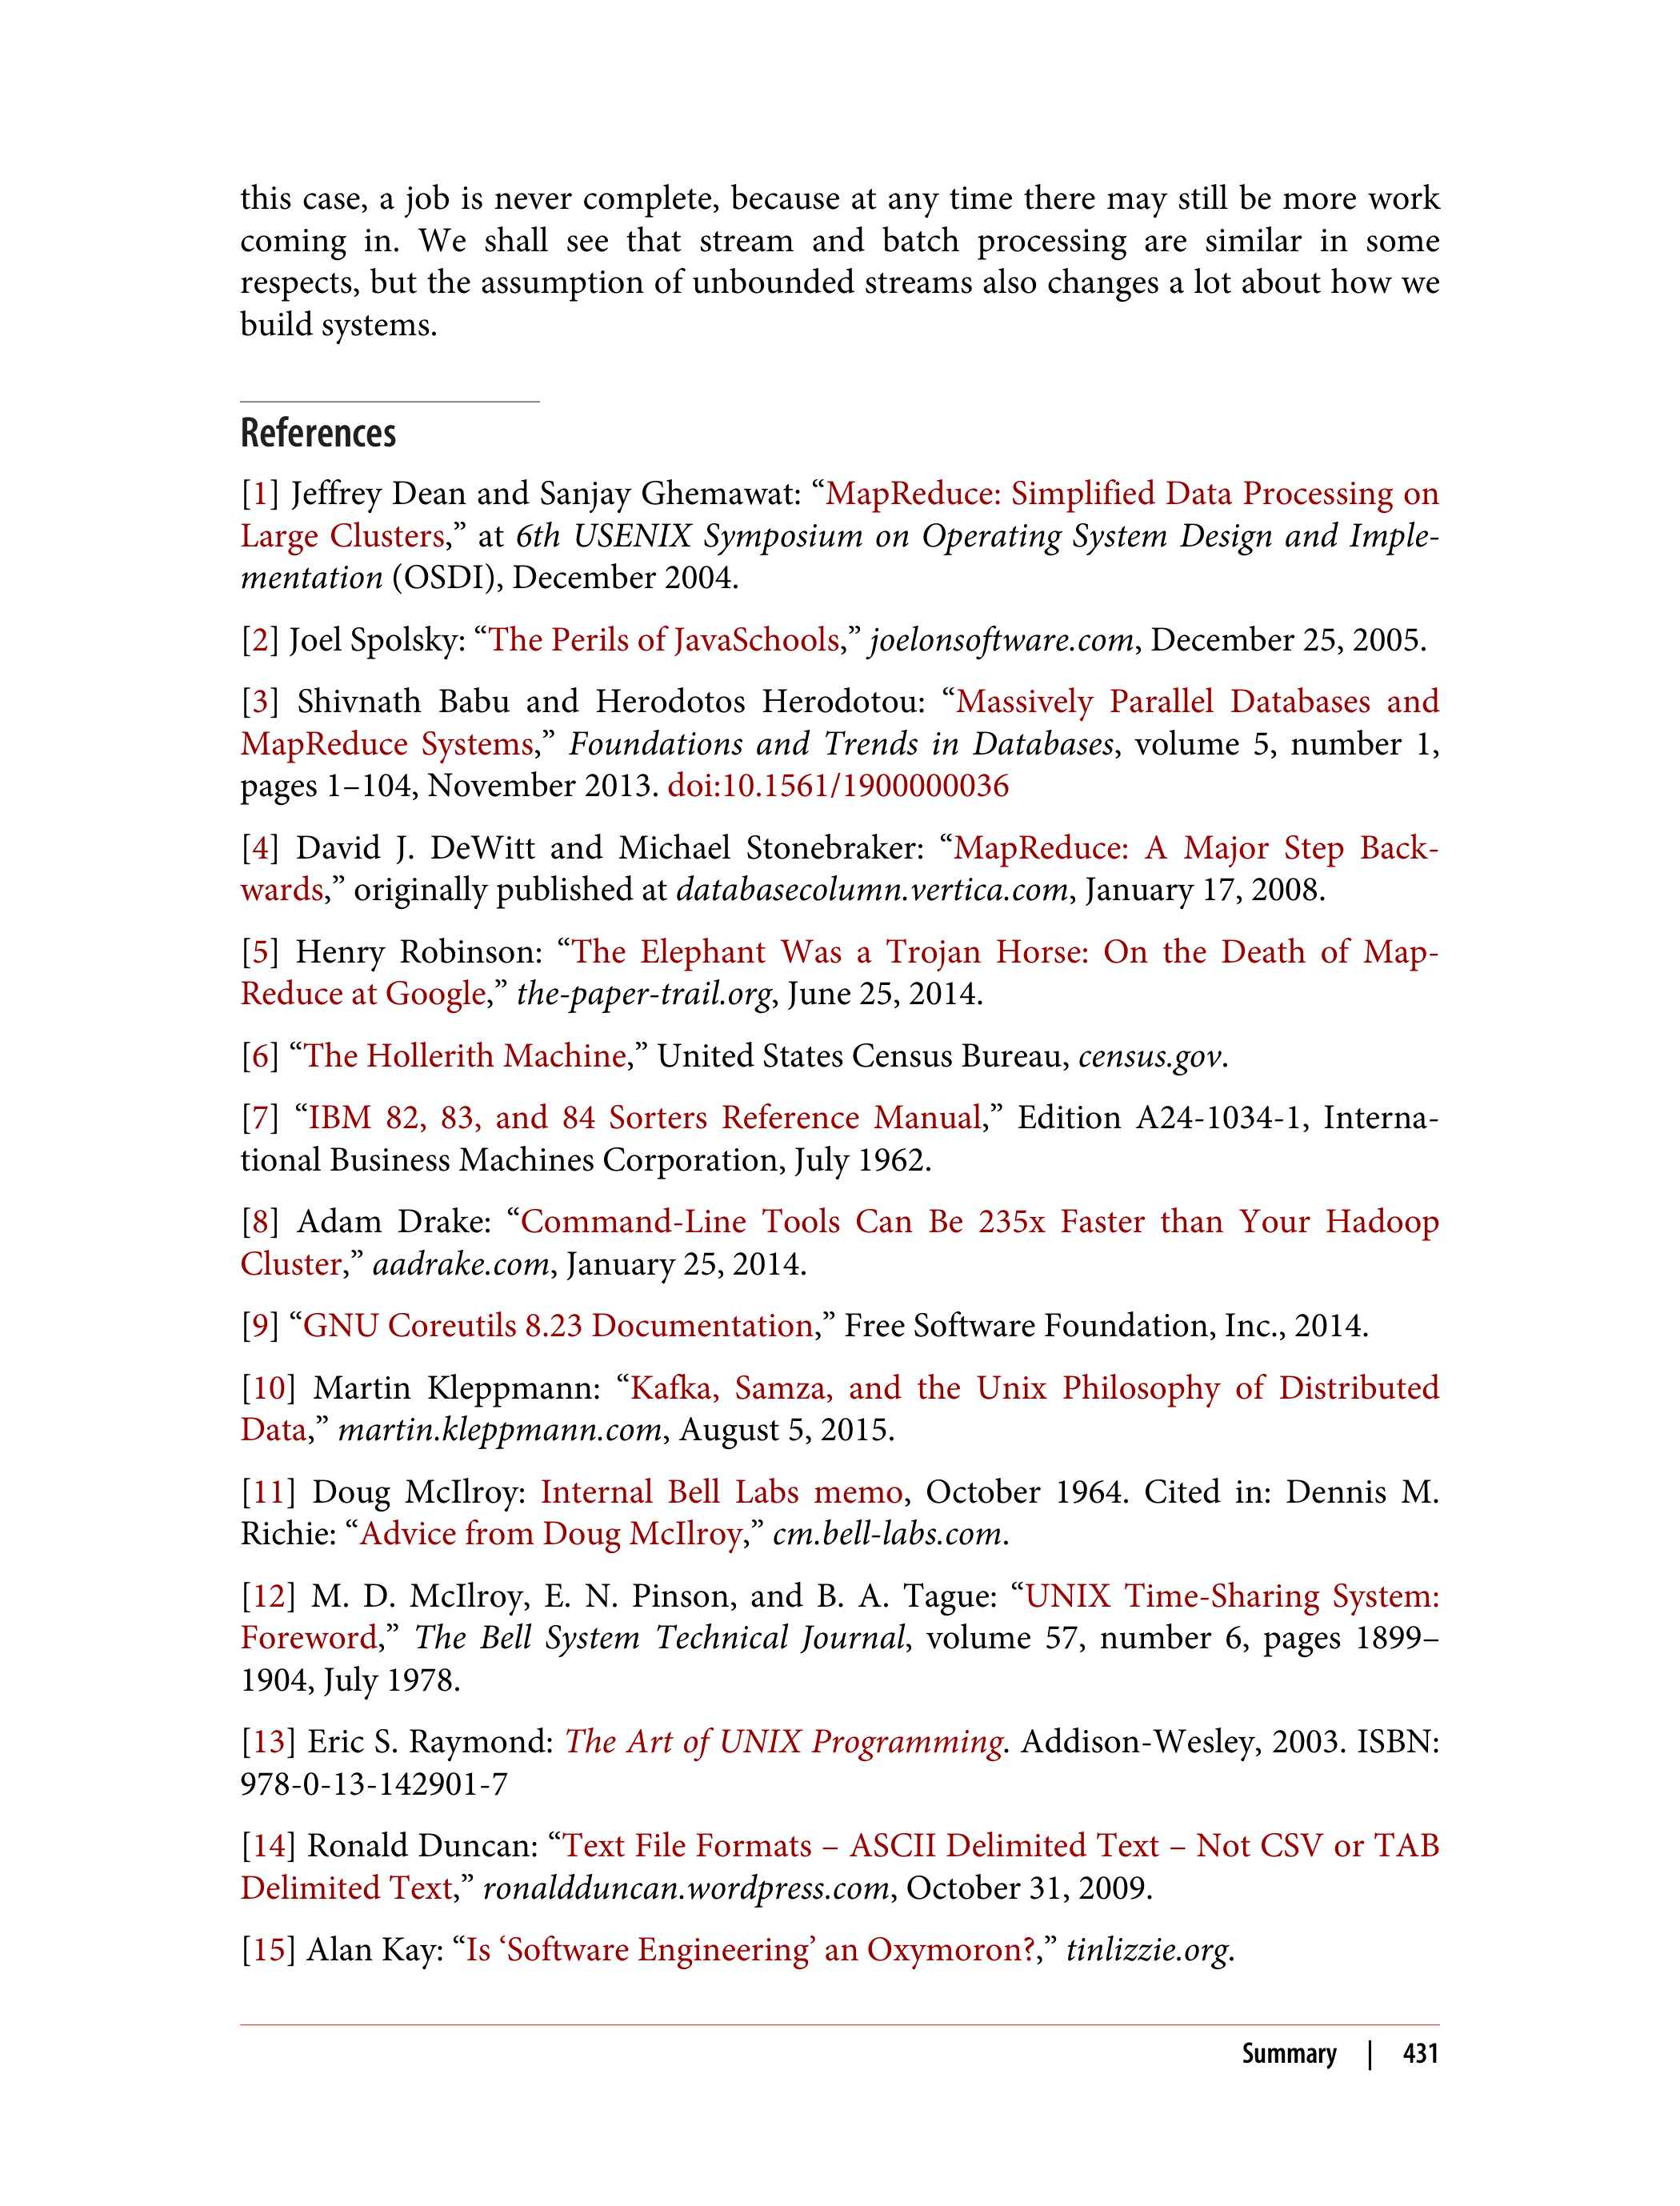 this case, a job is never complete, because at any time there may still be more work
coming in. We shall see that stream and batch processing are similar in some
respects, but the assumption of unbounded streams also changes a lot about how we
build systems.
References
[1] Jeffrey Dean and Sanjay Ghemawat: “MapReduce: Simplified Data Processing on
Large Clusters,” at 6th USENIX Symposium on Operating System Design and Imple-
mentation (OSDI), December 2004.
[2] Joel Spolsky: “The Perils of JavaSchools,” joelonsoftware.com, December 25, 2005.
[3] Shivnath Babu and Herodotos Herodotou: “Massively Parallel Databases and
MapReduce Systems,” Foundations and Trends in Databases, volume 5, number 1,
pages 1–104, November 2013. doi:10.1561/1900000036
[4] David J. DeWitt and Michael Stonebraker: “MapReduce: A Major Step Back-
wards,” originally published at databasecolumn.vertica.com, January 17, 2008.
[5] Henry Robinson: “The Elephant Was a Trojan Horse: On the Death of Map-
Reduce at Google,” the-paper-trail.org, June 25, 2014.
[6] “The Hollerith Machine,” United States Census Bureau, census.gov.
[7] “IBM 82, 83, and 84 Sorters Reference Manual,” Edition A24-1034-1, Interna-
tional Business Machines Corporation, July 1962.
[8] Adam Drake: “Command-Line Tools Can Be 235x Faster than Your Hadoop
Cluster,” aadrake.com, January 25, 2014.
[9] “GNU Coreutils 8.23 Documentation,” Free Software Foundation, Inc., 2014.
[10] Martin Kleppmann: “Kafka, Samza, and the Unix Philosophy of Distributed
Data,” martin.kleppmann.com, August 5, 2015.
[11] Doug McIlroy: Internal Bell Labs memo, October 1964. Cited in: Dennis M.
Richie: “Advice from Doug McIlroy,” cm.bell-labs.com.
[12] M. D. McIlroy, E. N. Pinson, and B. A. Tague: “UNIX Time-Sharing System:
Foreword,” The Bell System Technical Journal, volume 57, number 6, pages 1899–
1904, July 1978.
[13] Eric S. Raymond: The Art of UNIX Programming. Addison-Wesley, 2003. ISBN:
978-0-13-142901-7
[14] Ronald Duncan: “Text File Formats – ASCII Delimited Text – Not CSV or TAB
Delimited Text,” ronaldduncan.wordpress.com, October 31, 2009.
[15] Alan Kay: “Is ‘Software Engineering’ an Oxymoron?,” tinlizzie.org.
Summary | 431